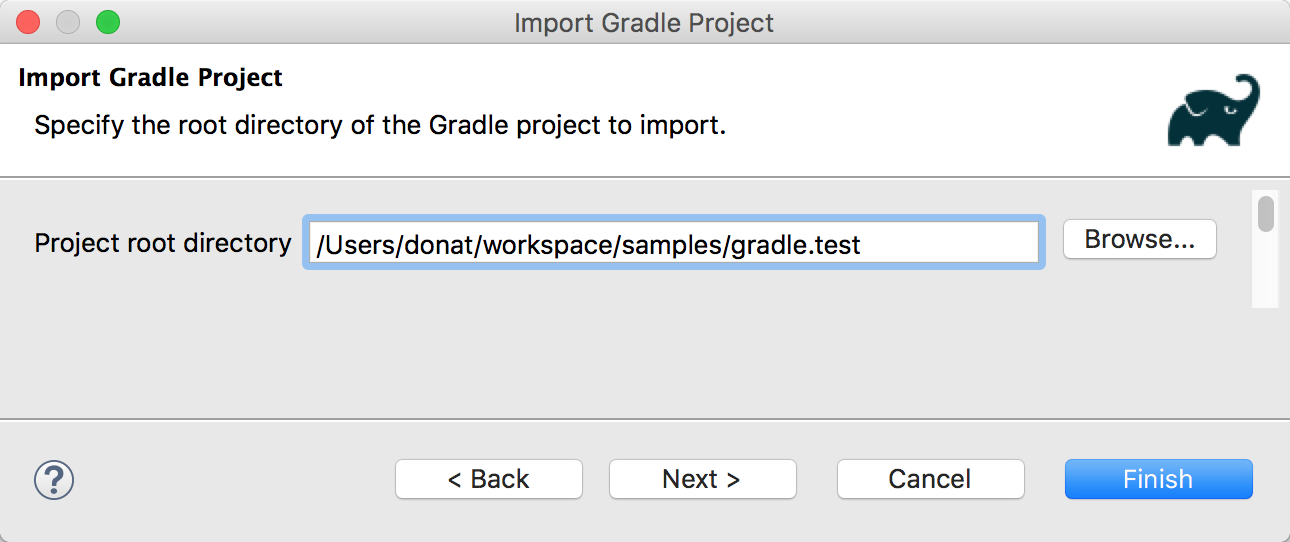 Import Gradle Project
Import Gradle Project
Specify the root directory of the Gradle project to import.
Project root directory /Users/donat/workspace/samples/gradle.test Browse...
? < Back Next > Cancel Finish